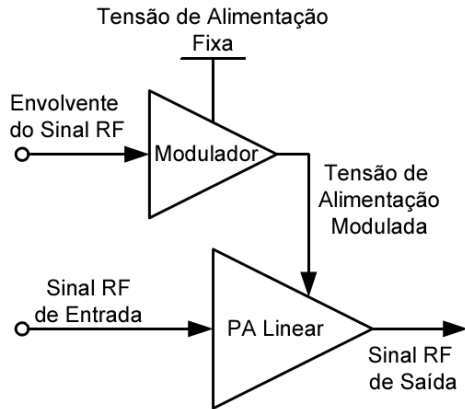 Tensão de Alimentação
Fixa
Envolvente
do Sinal RF
Modulador
Tensão de
Alimentação
Modulada
Sinal RF
de Entrada
PA Linear
Sinal RF
de Saída